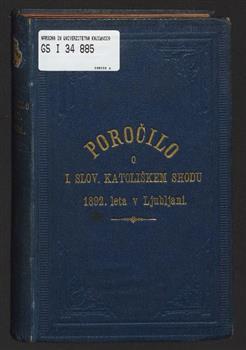 NARODNA IN UNIVERZITETNA KNJIŽNICA
GS I 34 885
POROČILO
O
I. SLOV. KATOLIŠKEM SHODU
1892. leta v Ljubljani.